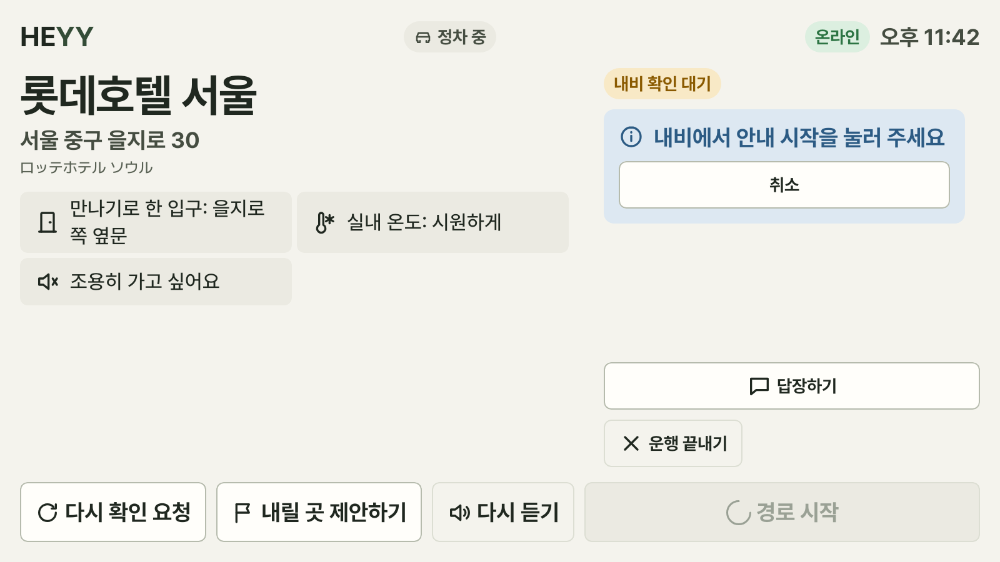 HEYY
정차 중
온라인
오후 11:42
롯데호텔 서울
서울 중구 을지로 30
ロッテホテル ソウル
만나기로 한 입구: 을지로
쪽 옆문
실내 온도: 시원하게
조용히 가고 싶어요
내비 확인 대기
내비에서 안내 시작을 눌러 주세요
취소
답장하기
운행 끝내기
다시 확인 요청
내릴 곳 제안하기
다시 듣기
경로 시작